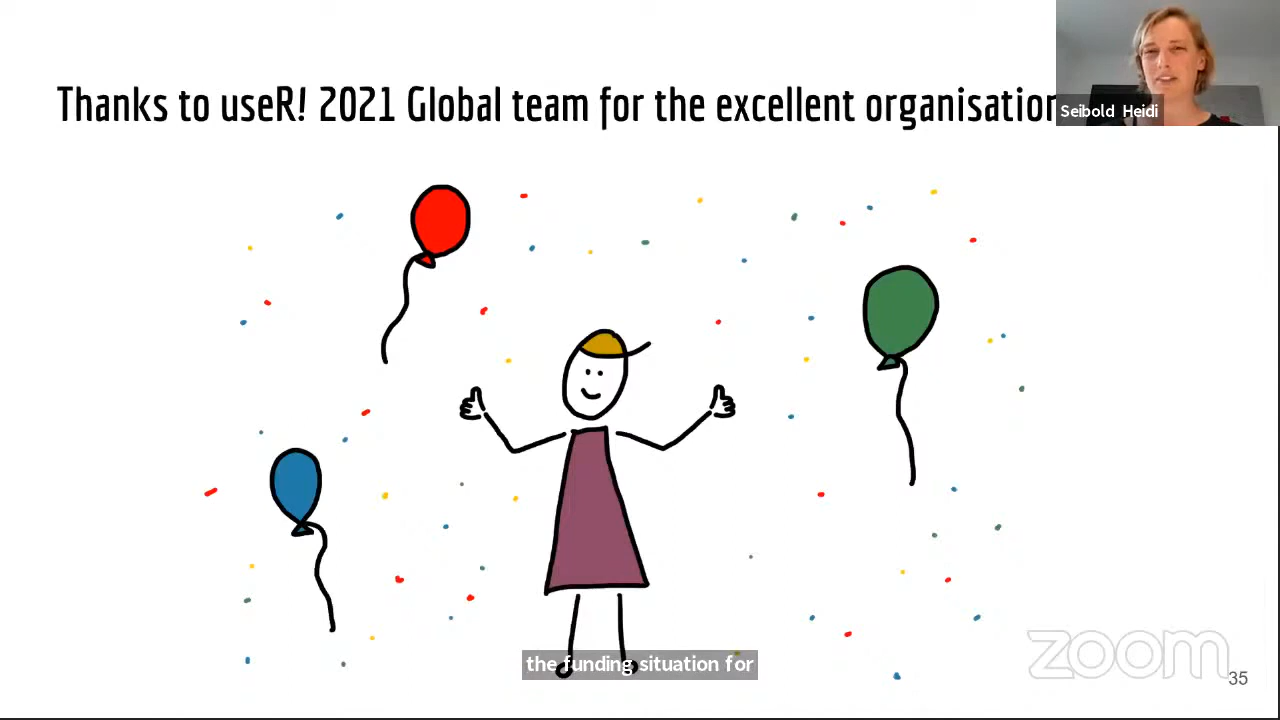 Thanks to useR! 2021 Global team for the excellent organisation
Seibold Heidi
the funding situation for
zoom
35